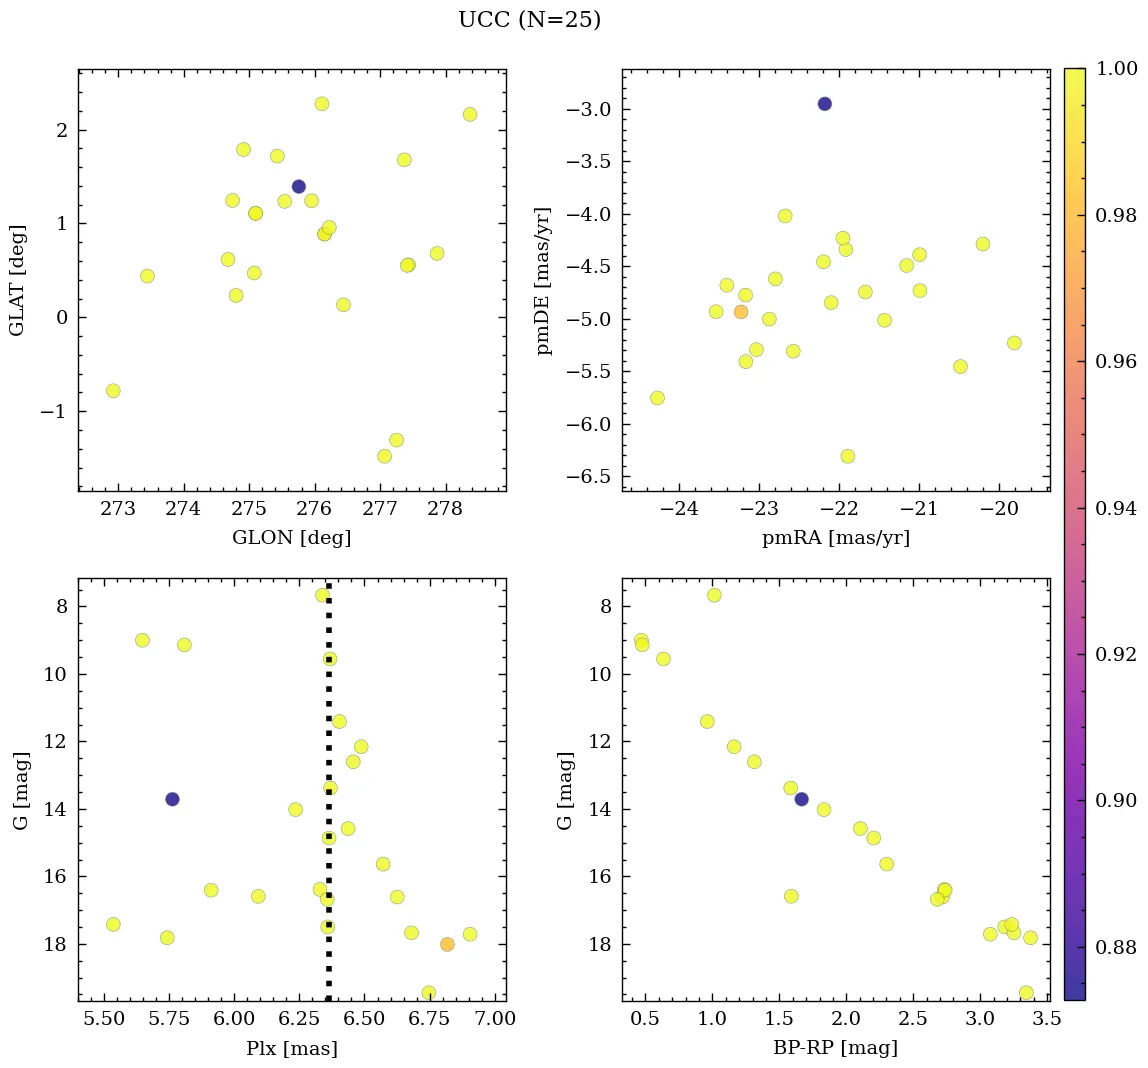 UCC (N=25)
2
1
0
−1
273 274 275 276 277 278
GLON [deg]
GLAT [deg]
−3.0
−3.5
−4.0
−4.5
−5.0
−5.5
−6.0
−6.5
−24 −23 −22 −21 −20
pmRA [mas/yr]
pmDE [mas/yr]
8
10
12
14
16
18
5.50 5.75 6.00 6.25 6.50 6.75 7.00
Plx [mas]
G [mag]
8
10
12
14
16
18
0.5 1.0 1.5 2.0 2.5 3.0 3.5
BP-RP [mag]
G [mag]
1.00
0.98
0.96
0.94
0.92
0.90
0.88